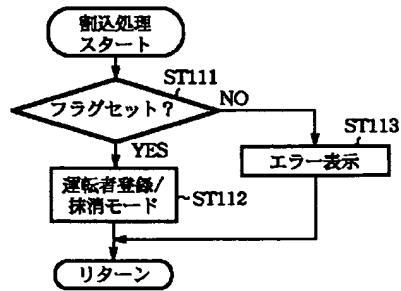 割込処理
スタート
ST111
フラグセット？
NO
ST113
YES
エラー表示
運転者登録/
抹消モード
ST112
リターン